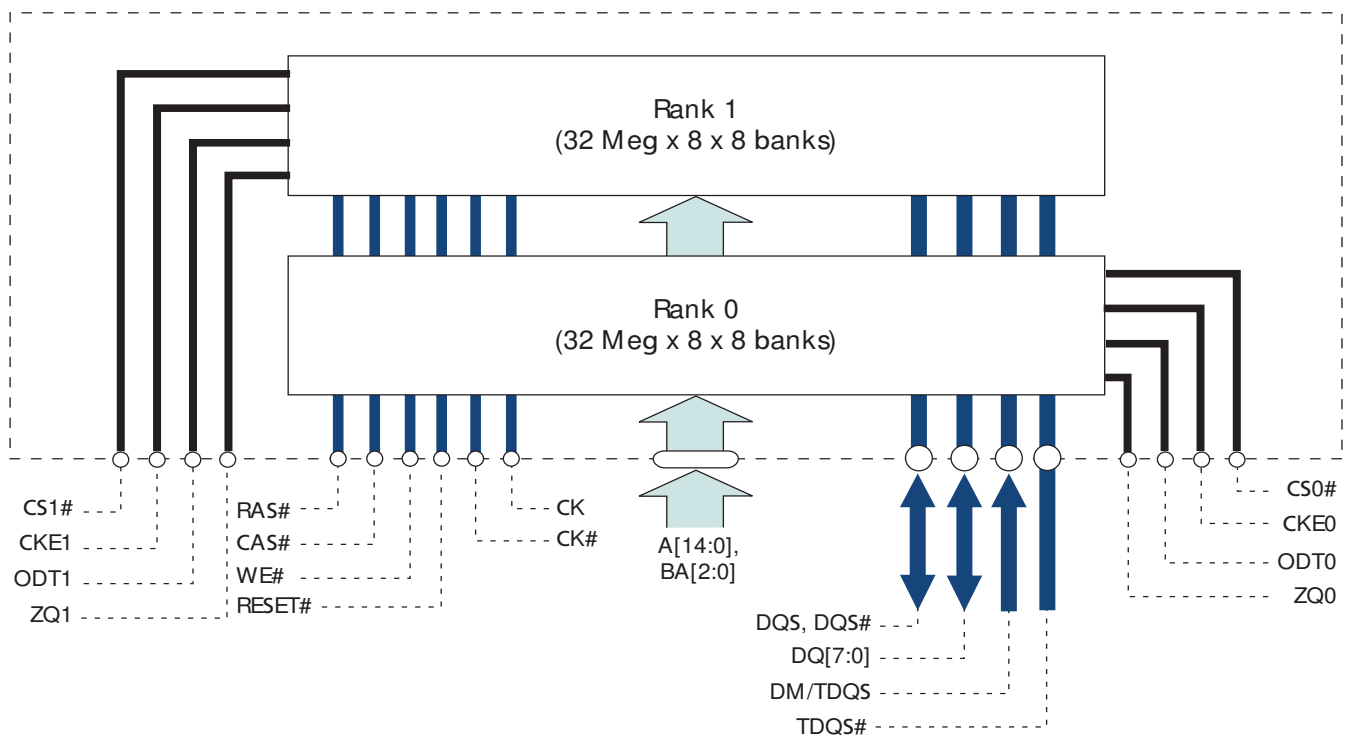 Rank 1
(32 Meg x 8 x 8 banks)
Rank 0
(32 Meg x 8 x 8 banks)
CS1#
CKE1
ODT1
ZQ1
RAS#
CAS#
WE#
RESET#
CK
CK#
A[14:0],
BA[2:0]
DQS, DQS#
DQ[7:0]
DM/TDQS
TDQS#
CS0#
CKE0
ODT0
ZQ0